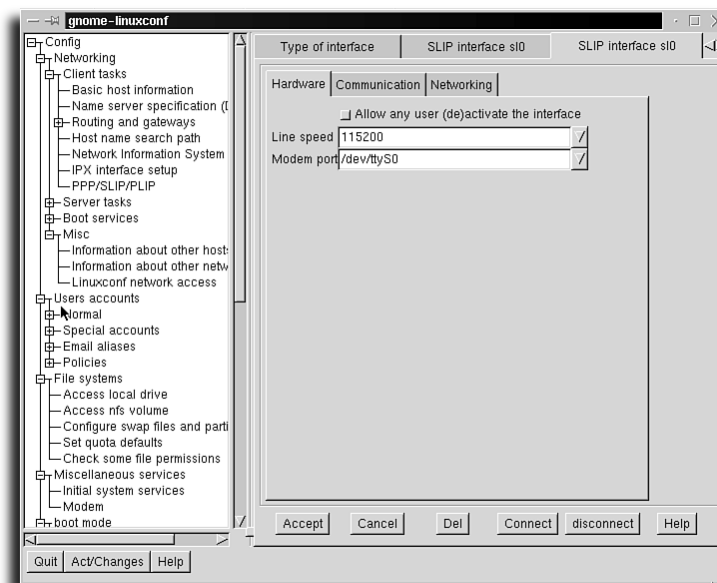 gnome-linuxconf
Config
Networking
Client tasks
Basic host information
Name server specification (
Routing and gateways
Host name search path
Network Information System
IPX interface setup
PPP/SLIP/PLIP
Server tasks
Boot services
Misc
Information about other hosts
Information about other netw
Linuxconf network access
Users accounts
Normal
Special accounts
Email aliases
Policies
File systems
Access local drive
Access nfs volume
Configure swap files and parti
Set quota defaults
Check some file permissions
Miscellaneous services
Initial system services
Modem
boot mode
Type of interface
SLIP interface sl0
SLIP interface sl0
Hardware
Communication
Networking
Allow any user (de)activate the interface
Line speed 115200
Modem port /dev/ttyS0
Accept
Cancel
Del
Connect
disconnect
Help
Quit
Act/Changes
Help